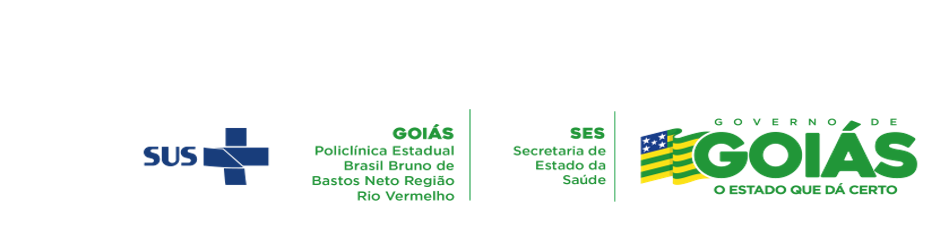 SUS
GOIÁS
Policlínica Estadual
Brasil Bruno de
Bastos Neto Região
Rio Vermelho
SES
Secretaria de
Estado da
Saúde
GOVERNO DE
GOIÁS
O ESTADO QUE DÁ CERTO